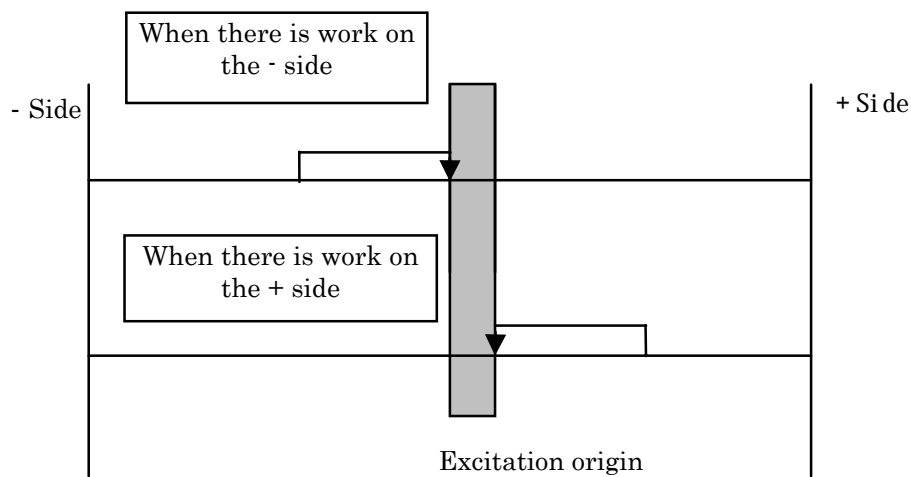 When there is work on
the - side
- Side
+ Side
When there is work on
the + side
Excitation origin